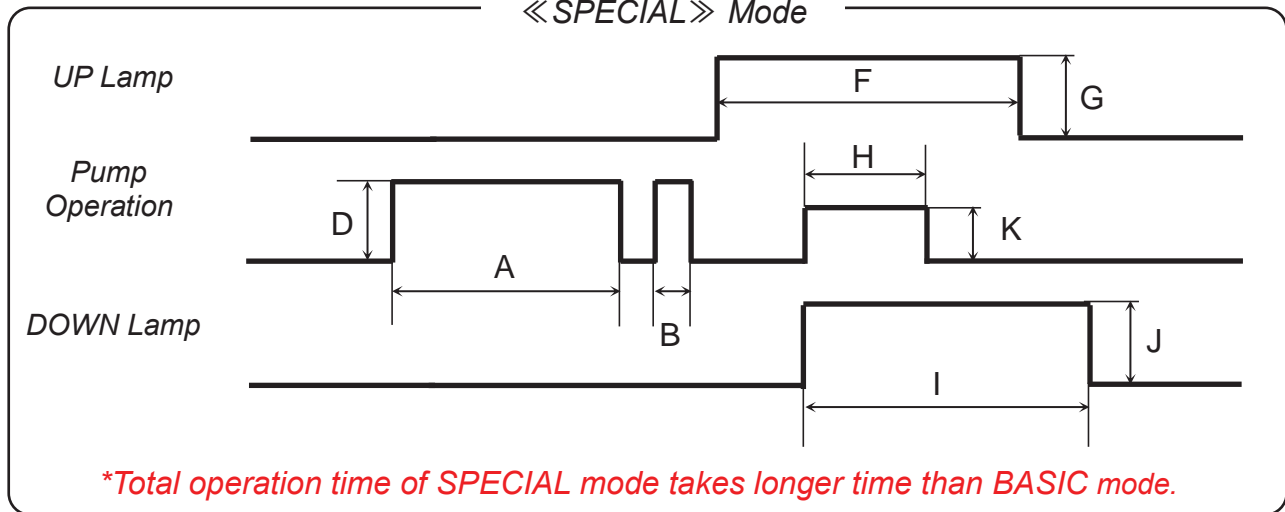 ≪SPECIAL≫ Mode
UP Lamp
F
G
Pump
Operation
H
D
K
A
DOWN Lamp
B
J
I
*Total operation time of SPECIAL mode takes longer time than BASIC mode.